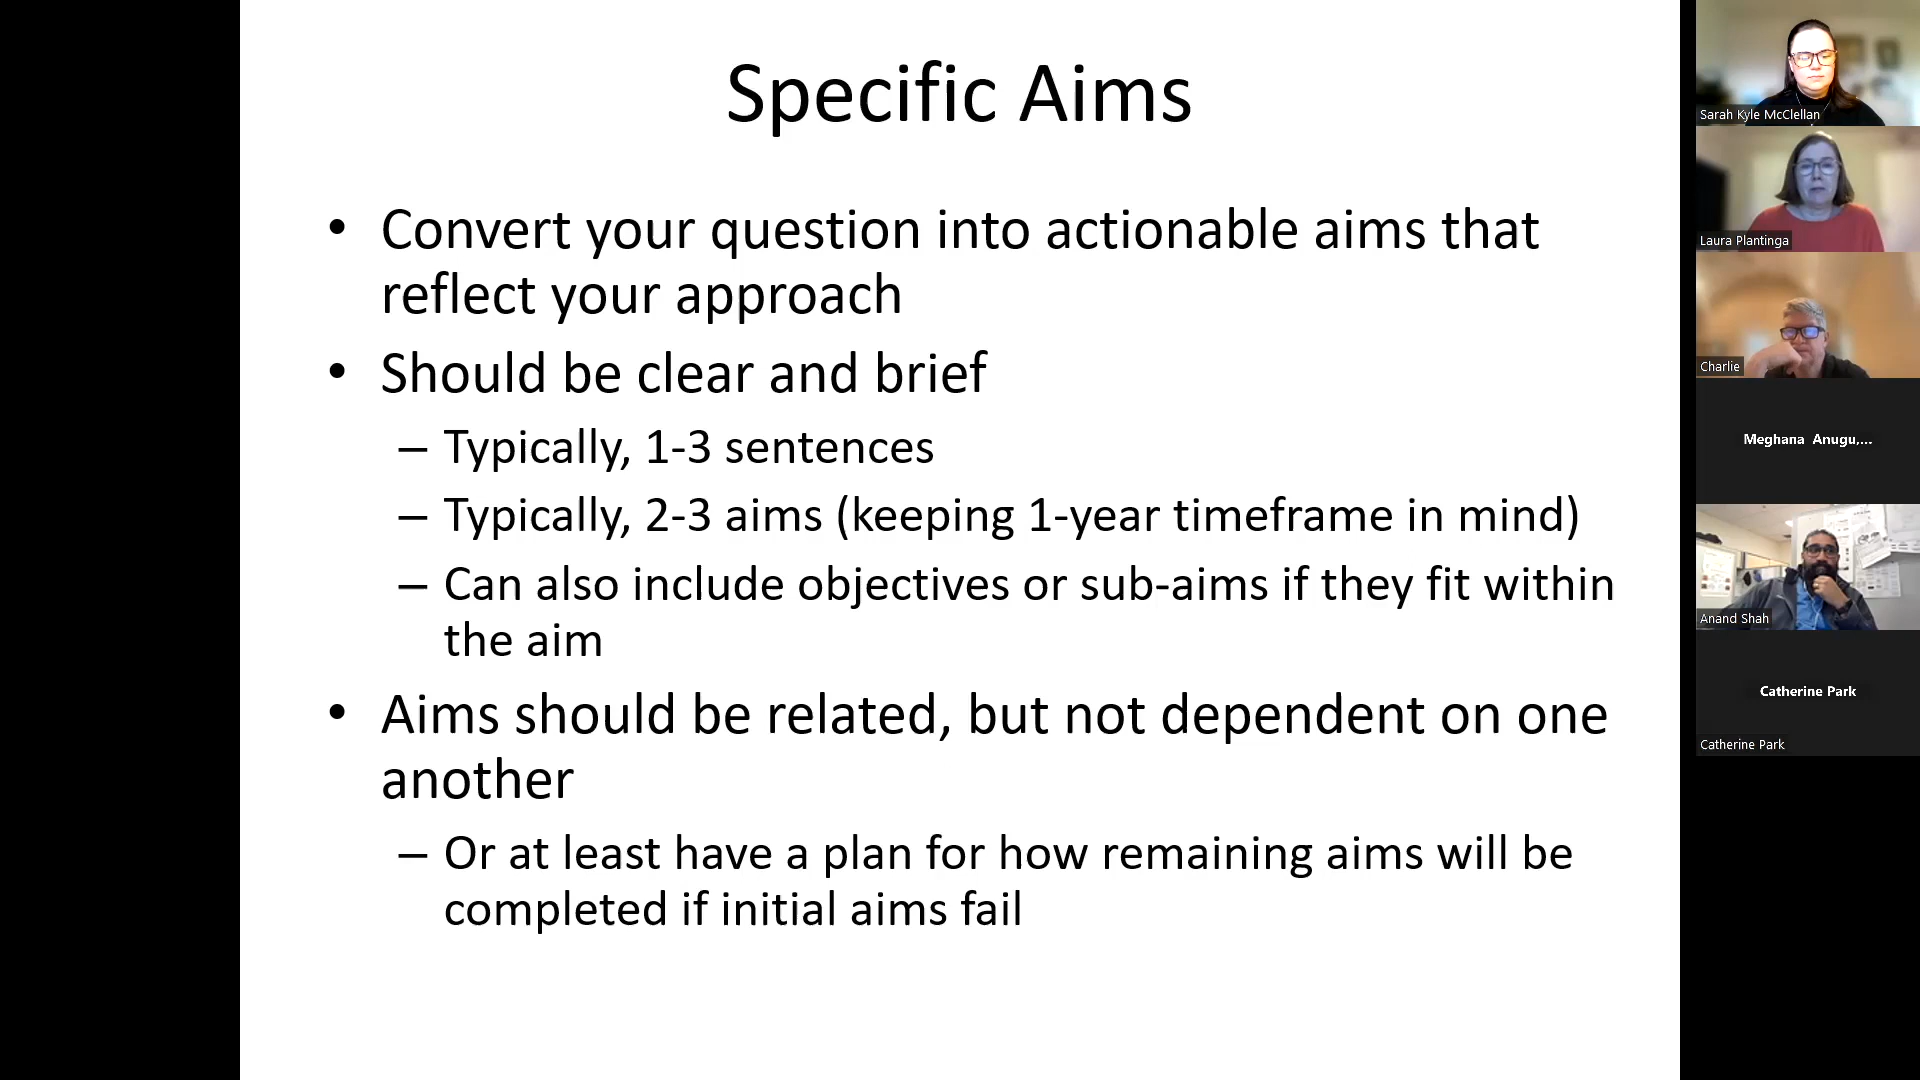 Specific Aims
• Convert your question into actionable aims that
reflect your approach
• Should be clear and brief
– Typically, 1-3 sentences
– Typically, 2-3 aims (keeping 1-year timeframe in mind)
– Can also include objectives or sub-aims if they fit within
the aim
• Aims should be related, but not dependent on one
another
– Or at least have a plan for how remaining aims will be
completed if initial aims fail
Sarah Kyle McClellan
Laura Plantinga
Charlie
Meghana Anugu,...
Anand Shah
Catherine Park
Catherine Park